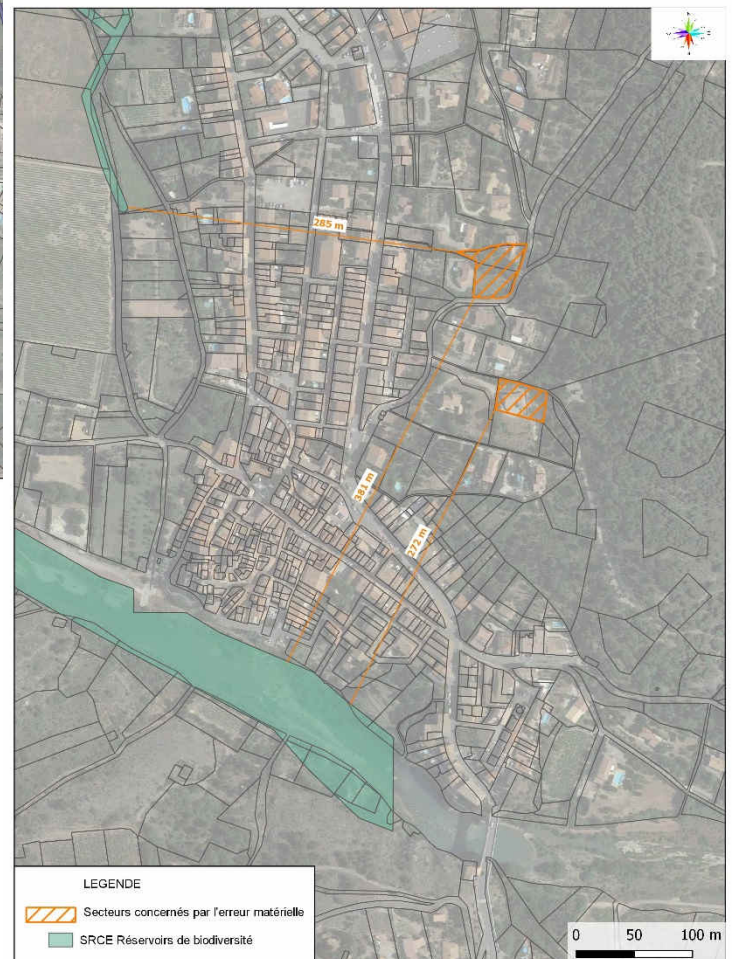 285 m
381 m
272 m
LEGENDE
Secteurs concernés par l'erreur matérielle
SRCE Réservoirs de biodiversité
0 50 100 m